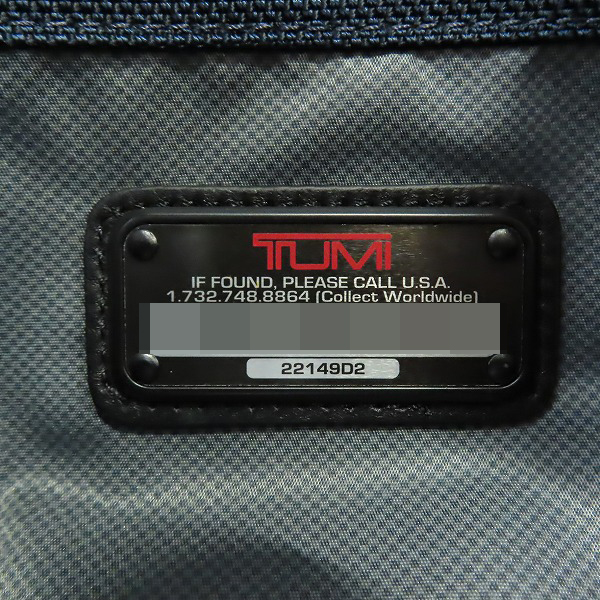 TUMI
IF FOUND, PLEASE CALL U.S.A.
1.732.748.8864 (Collect Worldwide)
22149D2